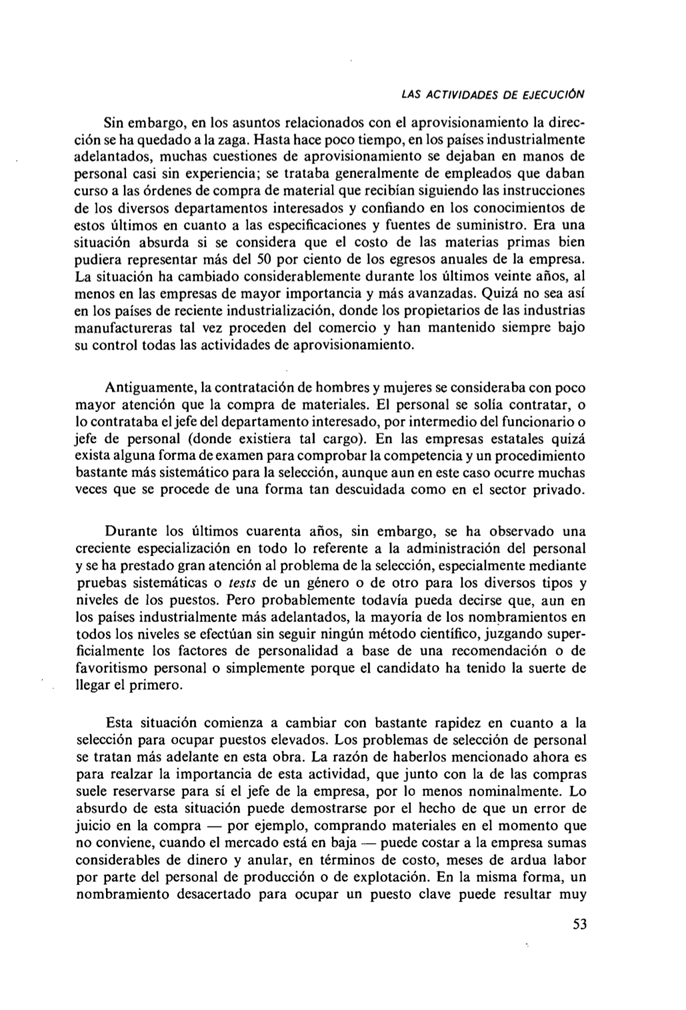 LAS ACTIVIDADES DE EJECUCIÓN
Sin embargo, en los asuntos relacionados con el aprovisionamiento la direc-
ción se ha quedado a la zaga. Hasta hace poco tiempo, en los países industrialmente
adelantados, muchas cuestiones de aprovisionamiento se dejaban en manos de
personal casi sin experiencia; se trataba generalmente de empleados que daban
curso a las órdenes de compra de material que recibían siguiendo las instrucciones
de los diversos departamentos interesados y confiando en los conocimientos de
estos últimos en cuanto a las especificaciones y fuentes de suministro. Era una
situación absurda si se considera que el costo de las materias primas bien
pudiera representar más del 50 por ciento de los egresos anuales de la empresa.
La situación ha cambiado considerablemente durante los últimos veinte años, al
menos en las empresas de mayor importancia y más avanzadas. Quizá no sea así
en los países de reciente industrialización, donde los propietarios de las industrias
manufactureras tal vez proceden del comercio y han mantenido siempre bajo
su control todas las actividades de aprovisionamiento.
Antiguamente, la contratación de hombres y mujeres se consideraba con poco
mayor atención que la compra de materiales. El personal se solía contratar, o
lo contrataba el jefe del departamento interesado, por intermedio del funcionario o
jefe de personal (donde existiera tal cargo). En las empresas estatales quizá
exista alguna forma de examen para comprobar la competencia y un procedimiento
bastante más sistemático para la selección, aunque aun en este caso ocurre muchas
veces que se procede de una forma tan descuidada como en el sector privado.
Durante los últimos cuarenta años, sin embargo, se ha observado una
creciente especialización en todo lo referente a la administración del personal
y se ha prestado gran atención al problema de la selección, especialmente mediante
pruebas sistemáticas o tests de un género o de otro para los diversos tipos y
niveles de los puestos. Pero probablemente todavía pueda decirse que, aun en
los países industrialmente más adelantados, la mayoría de los nombramientos en
todos los niveles se efectúan sin seguir ningún método científico, juzgando super-
ficialmente los factores de personalidad a base de una recomendación o de
favoritismo personal o simplemente porque el candidato ha tenido la suerte de
llegar el primero.
Esta situación comienza a cambiar con bastante rapidez en cuanto a la
selección para ocupar puestos elevados. Los problemas de selección de personal
se tratan más adelante en esta obra. La razón de haberlos mencionado ahora es
para realzar la importancia de esta actividad, que junto con la de las compras
suele reservarse para sí el jefe de la empresa, por lo menos nominalmente. Lo
absurdo de esta situación puede demostrarse por el hecho de que un error de
juicio en la compra — por ejemplo, comprando materiales en el momento que
no conviene, cuando el mercado está en baja — puede costar a la empresa sumas
considerables de dinero y anular, en términos de costo, meses de ardua labor
por parte del personal de producción o de explotación. En la misma forma, un
nombramiento desacertado para ocupar un puesto clave puede resultar muy
53